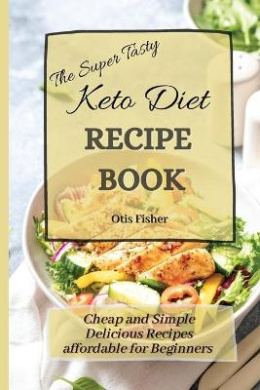 The Super Tasty
Keto Diet
RECIPE
BOOK
Otis Fisher
Cheap and Simple
Delicious Recipes
affordable for Beginners